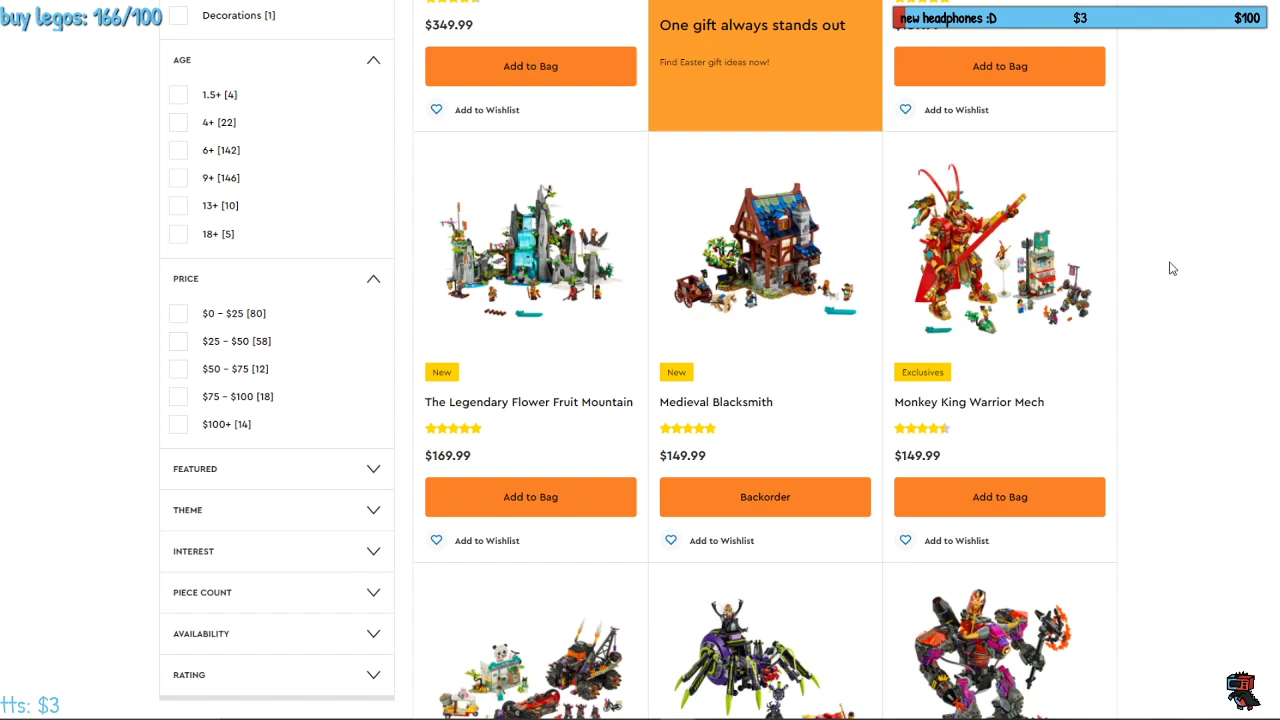 buy legos: 166/100
new headphones :D $3 $100
Decorations [1]
AGE
1.5+ [4]
4+ [22]
6+ [142]
9+ [146]
13+ [10]
18+ [5]
PRICE
$0 – $25 [80]
$25 – $50 [58]
$50 – $75 [12]
$75 – $100 [18]
$100+ [14]
FEATURED
THEME
INTEREST
PIECE COUNT
AVAILABILITY
RATING
$349.99
Add to Bag
Add to Wishlist
One gift always stands out
Find Easter gift ideas now!
Add to Bag
Add to Wishlist
New
The Legendary Flower Fruit Mountain
$169.99
Add to Bag
Add to Wishlist
New
Medieval Blacksmith
$149.99
Backorder
Add to Wishlist
Exclusives
Monkey King Warrior Mech
$149.99
Add to Bag
Add to Wishlist
tts: $3